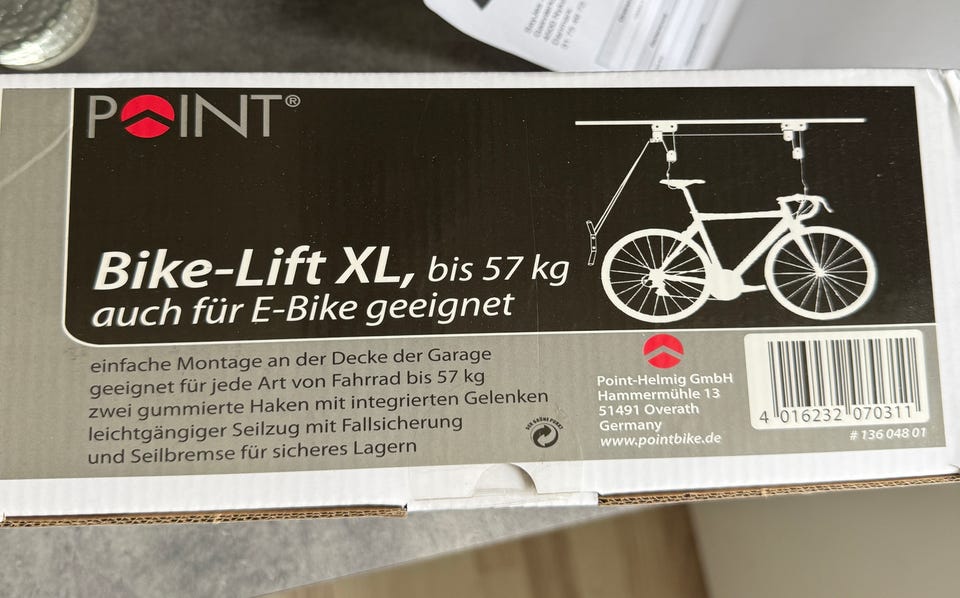 POINT®
Bike-Lift XL, bis 57 kg
auch für E-Bike geeignet
einfache Montage an der Decke der Garage
geeignet für jede Art von Fahrrad bis 57 kg
zwei gummierte Haken mit integrierten Gelenken
leichtgängiger Seilzug mit Fallsicherung
und Seilbremse für sicheres Lagern
DER GRÜNE PUNKT
Point-Helmig GmbH
Hammermühle 13
51491 Overath
Germany
www.pointbike.de
4 016232 070311
# 136 048 01